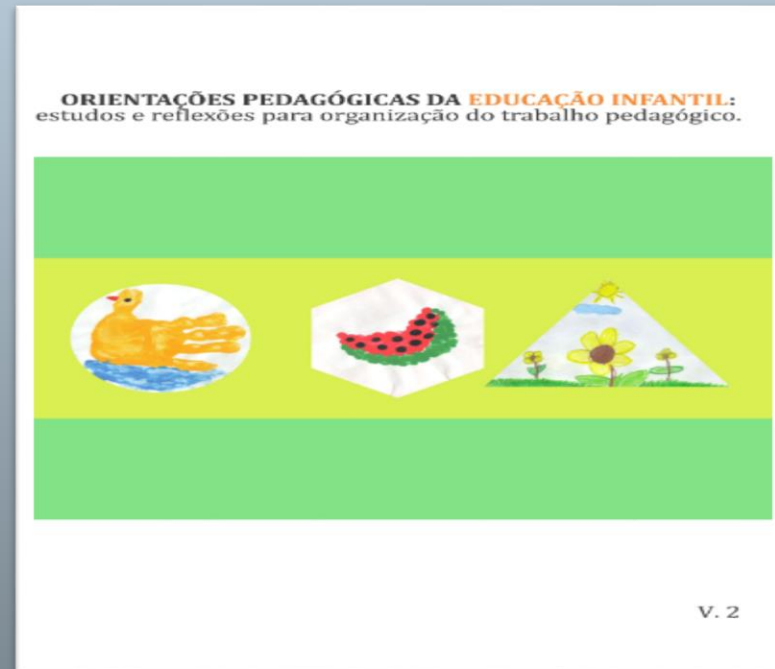 ORIENTAÇÕES PEDAGÓGICAS DA EDUCAÇÃO INFANTIL:
estudos e reflexões para organização do trabalho pedagógico.
V. 2